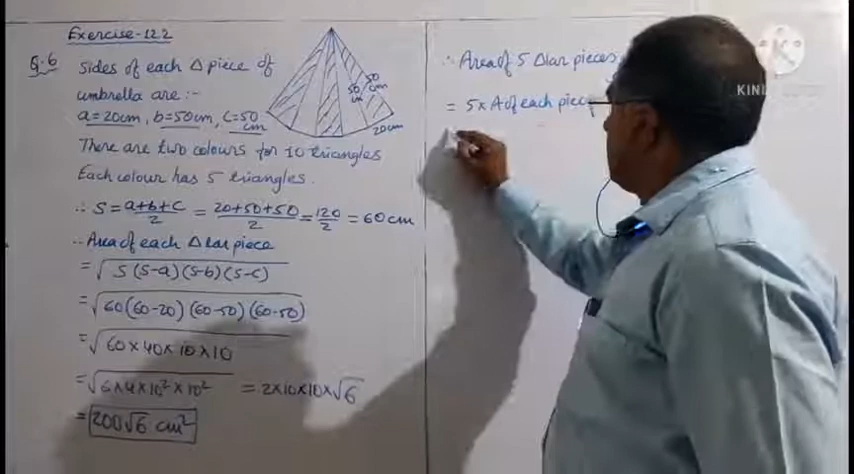 Exercise-12.2
Q.6 Sides of each Δ piece of
umbrella are :-
a=20cm, b=50cm, c=50
cm
50
cm
50
cm
20cm
There are two colours for 10 triangles
Each colour has 5 triangles.
∴ S = a+b+c/2 = 20+50+50/2 = 120/2 = 60 cm
∴ Area of each Δlar piece
= √S(S-a)(S-b)(S-c)
= √60(60-20)(60-50)(60-50)
= √60×40×10×10
= √6×4×10²×10² = 2×10×10×√6
= 200√6 cm²
∴ Area of 5 Δlar pieces
= 5× A of each piece
=
KINEMASTER